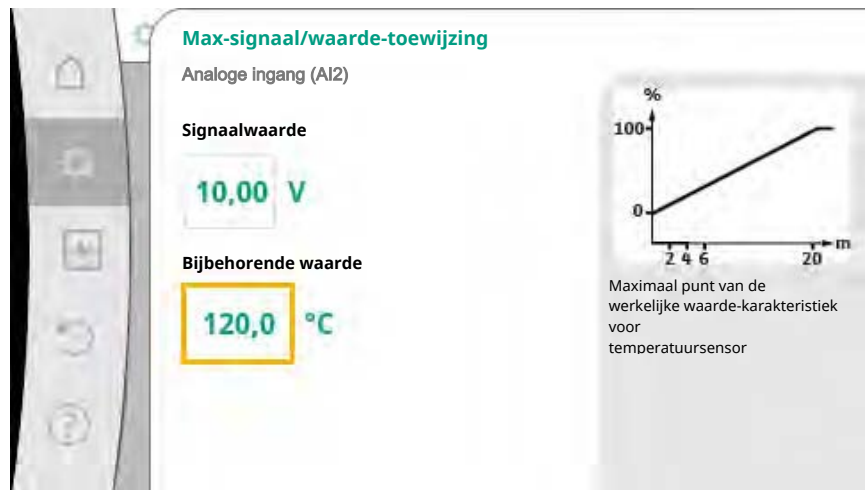 Max-signaal/waarde-toewijzing
Analoge ingang (AI2)
Signaalwaarde
10,00 V
Bijbehorende waarde
120,0 °C
%
100
0
2 4 6 20 m
Maximaal punt van de
werkelijke waarde-karakteristiek
voor
temperatuursensor
?